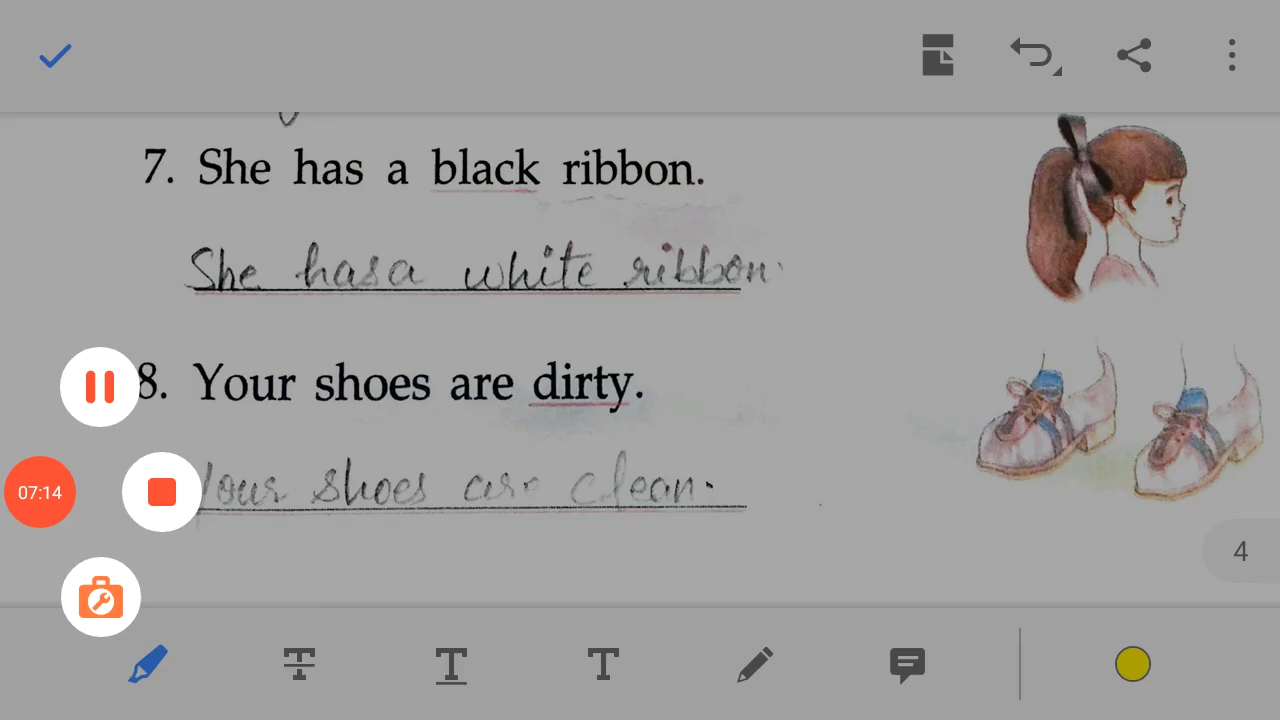 7. She has a black ribbon.
She has a white ribbon.
8. Your shoes are dirty.
Your shoes are clean.
07:14
4